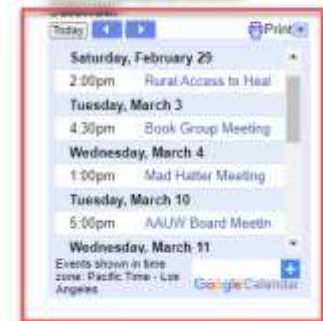 Today Print
Saturday, February 29
2:00pm Rural Access to Heal
Tuesday, March 3
4:30pm Book Group Meeting
Wednesday, March 4
1:00pm Mad Hatter Meeting
Tuesday, March 10
5:00pm AAUW Board Meetin
Wednesday, March 11
Events shown in time
zone: Pacific Time - Los
Angeles
Google Calendar